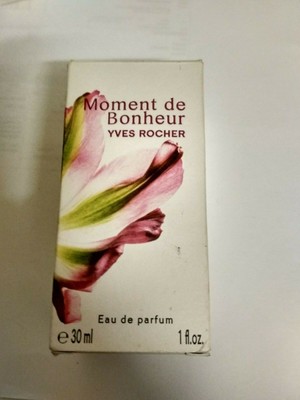 Moment de
Bonheur
YVES ROCHER
Eau de parfum
℮ 30 ml 1 fl.oz.